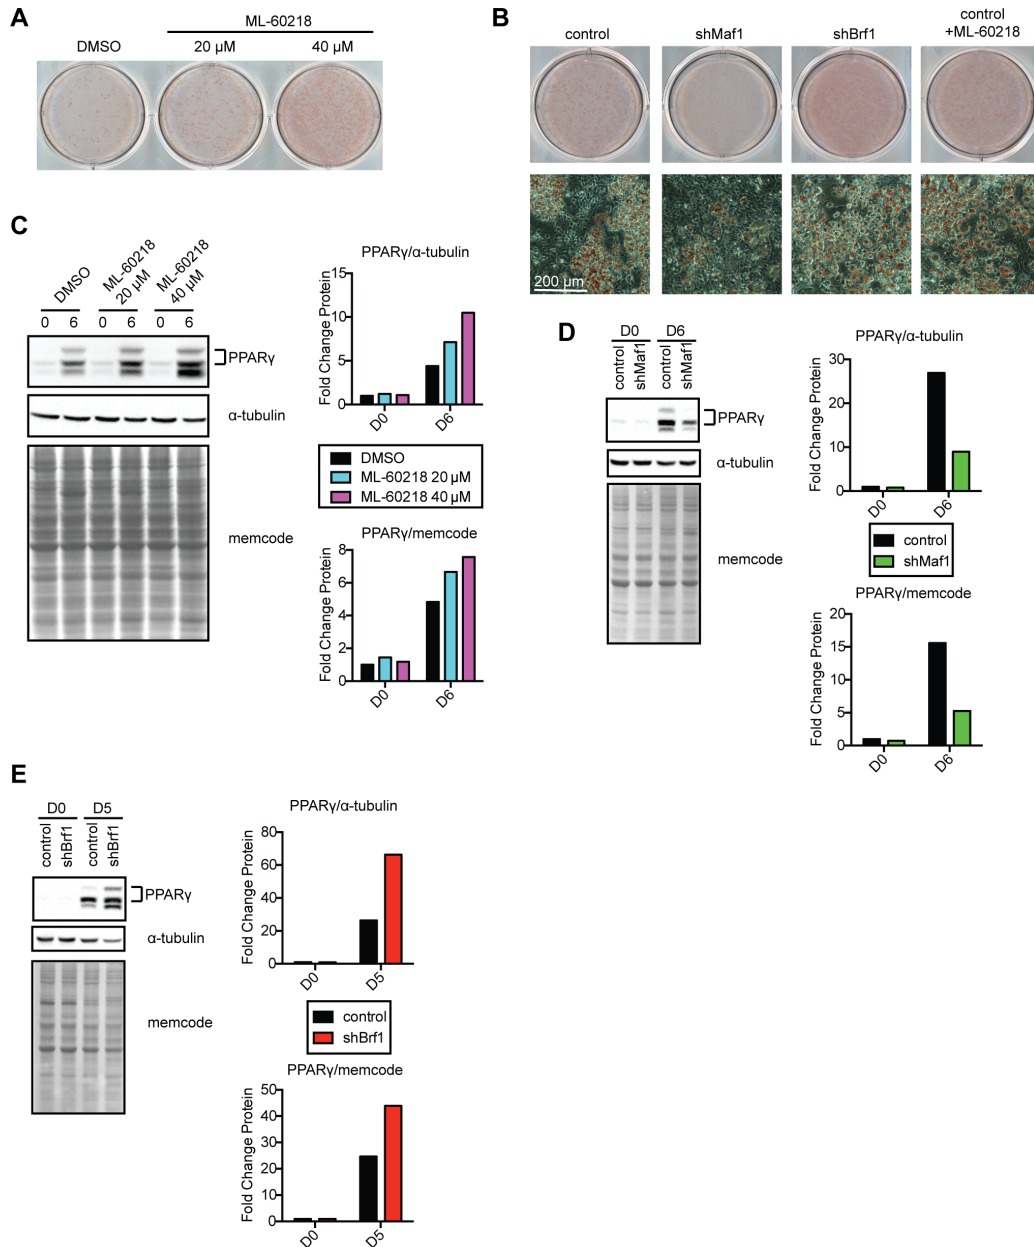 A
ML-60218
DMSO
20 µM
40 µM
B
control
shMaf1
shBrf1
control
+ML-60218
200 µm
C
DMSO
ML-60218
20 µM
ML-60218
40 µM
0 6 0 6 0 6
PPARγ
α-tubulin
memcode
PPARγ/α-tubulin
Fold Change Protein
15
10
5
0
D0
D6
DMSO
ML-60218 20 µM
ML-60218 40 µM
PPARγ/memcode
Fold Change Protein
8
6
4
2
0
D0
D6
D
D0 D6
control
shMaf1
control
shMaf1
PPARγ
α-tubulin
memcode
PPARγ/α-tubulin
Fold Change Protein
30
20
10
0
D0
D6
control
shMaf1
PPARγ/memcode
Fold Change Protein
20
15
10
5
0
D0
D6
E
D0 D5
control
shBrf1
control
shBrf1
PPARγ
α-tubulin
memcode
PPARγ/α-tubulin
Fold Change Protein
80
60
40
20
0
D0
D5
control
shBrf1
PPARγ/memcode
Fold Change Protein
50
40
30
20
10
0
D0
D5